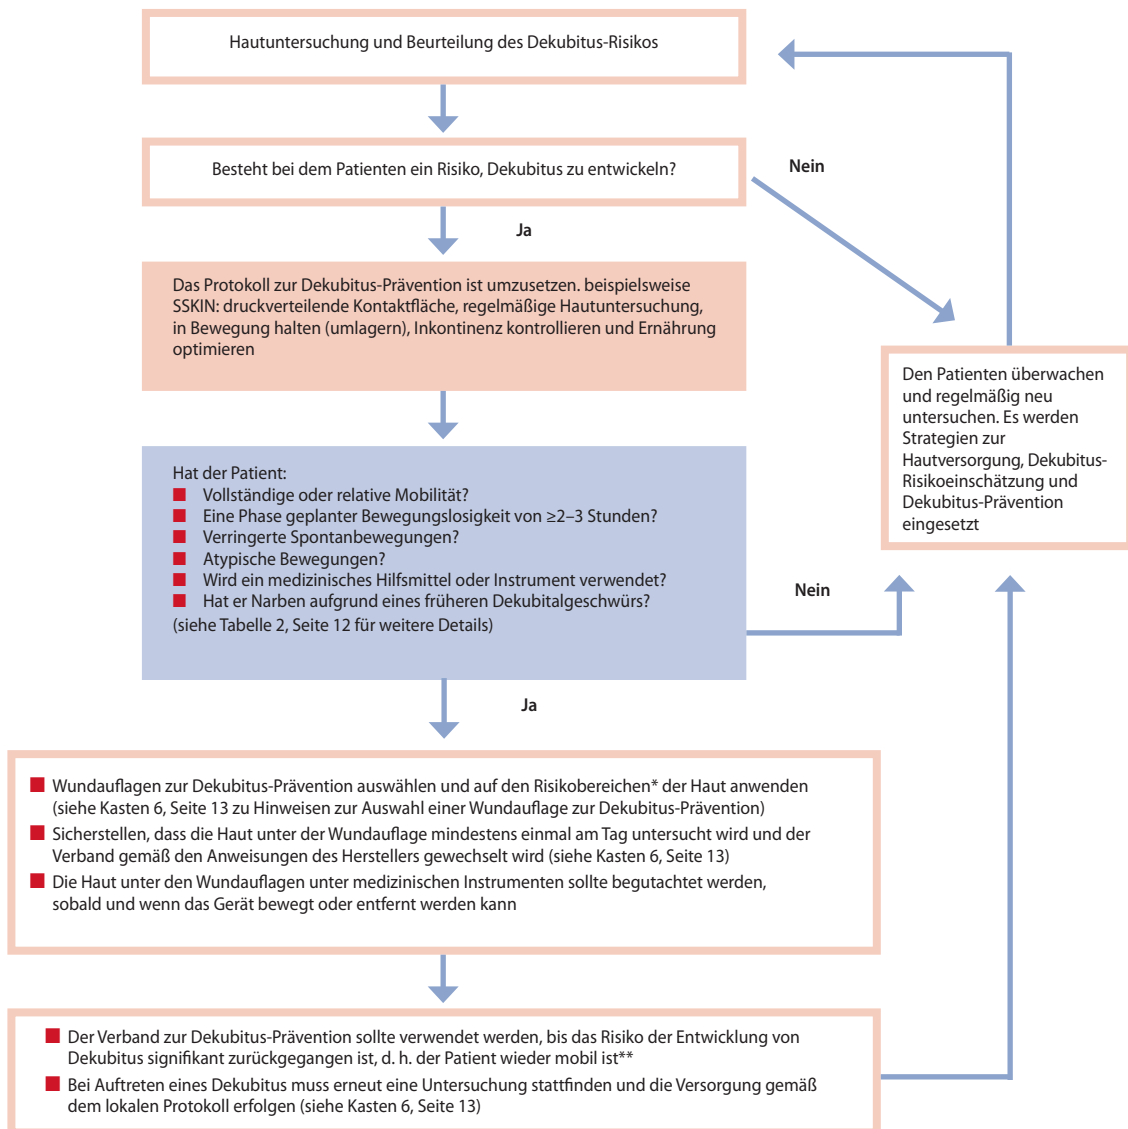 Hautuntersuchung und Beurteilung des Dekubitus-Risikos
Besteht bei dem Patienten ein Risiko, Dekubitus zu entwickeln?
Nein
Ja
Das Protokoll zur Dekubitus-Prävention ist umzusetzen. beispielsweise
SSKIN: druckverteilende Kontaktfläche, regelmäßige Hautuntersuchung,
in Bewegung halten (umlagern), Inkontinenz kontrollieren und Ernährung
optimieren
Den Patienten überwachen
und regelmäßig neu
untersuchen. Es werden
Strategien zur
Hautversorgung, Dekubitus-
Risikoeinschätzung und
Dekubitus-Prävention
eingesetzt
Hat der Patient:
■ Vollständige oder relative Mobilität?
■ Eine Phase geplanter Bewegungslosigkeit von ≥2–3 Stunden?
■ Verringerte Spontanbewegungen?
■ Atypische Bewegungen?
■ Wird ein medizinisches Hilfsmittel oder Instrument verwendet?
■ Hat er Narben aufgrund eines früheren Dekubitalgeschwürs?
(siehe Tabelle 2, Seite 12 für weitere Details)
Nein
Ja
■ Wundauflagen zur Dekubitus-Prävention auswählen und auf den Risikobereichen* der Haut anwenden
(siehe Kasten 6, Seite 13 zu Hinweisen zur Auswahl einer Wundauflage zur Dekubitus-Prävention)
■ Sicherstellen, dass die Haut unter der Wundauflage mindestens einmal am Tag untersucht wird und der
Verband gemäß den Anweisungen des Herstellers gewechselt wird (siehe Kasten 6, Seite 13)
■ Die Haut unter den Wundauflagen unter medizinischen Instrumenten sollte begutachtet werden,
sobald und wenn das Gerät bewegt oder entfernt werden kann
■ Der Verband zur Dekubitus-Prävention sollte verwendet werden, bis das Risiko der Entwicklung von
Dekubitus signifikant zurückgegangen ist, d. h. der Patient wieder mobil ist**
■ Bei Auftreten eines Dekubitus muss erneut eine Untersuchung stattfinden und die Versorgung gemäß
dem lokalen Protokoll erfolgen (siehe Kasten 6, Seite 13)